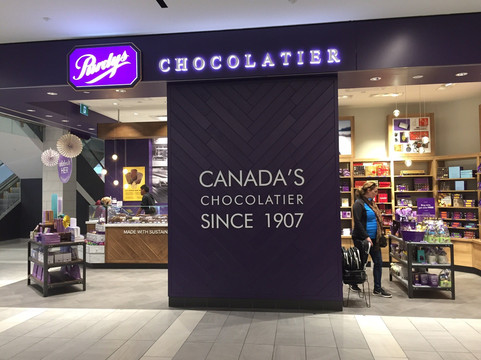 Purdys CHOCOLATIER
CANADA'S
CHOCOLATIER
SINCE 1907
MADE WITH SUSTAIN